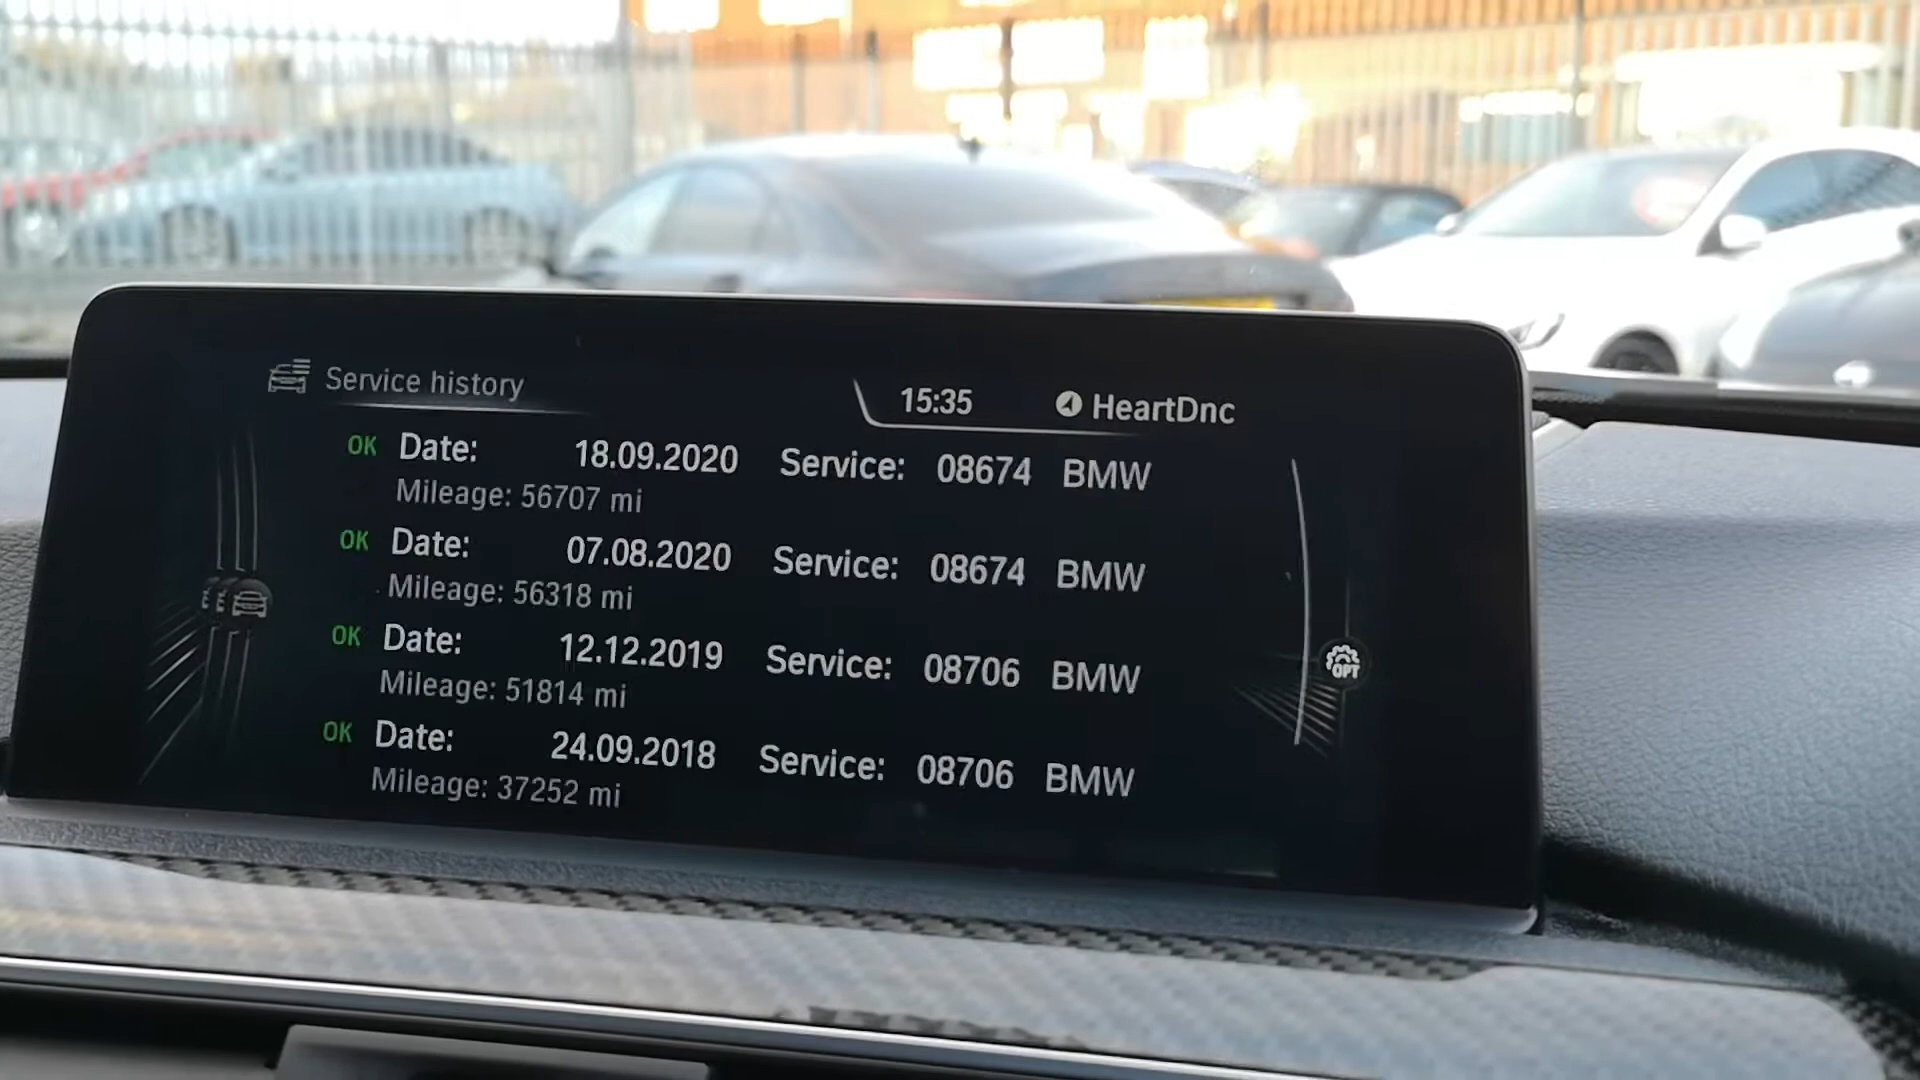 Service history
15:35 HeartDnc
OK Date: 18.09.2020 Service: 08674 BMW
Mileage: 56707 mi
OK Date: 07.08.2020 Service: 08674 BMW
Mileage: 56318 mi
OK Date: 12.12.2019 Service: 08706 BMW
Mileage: 51814 mi
OK Date: 24.09.2018 Service: 08706 BMW
Mileage: 37252 mi
OPT